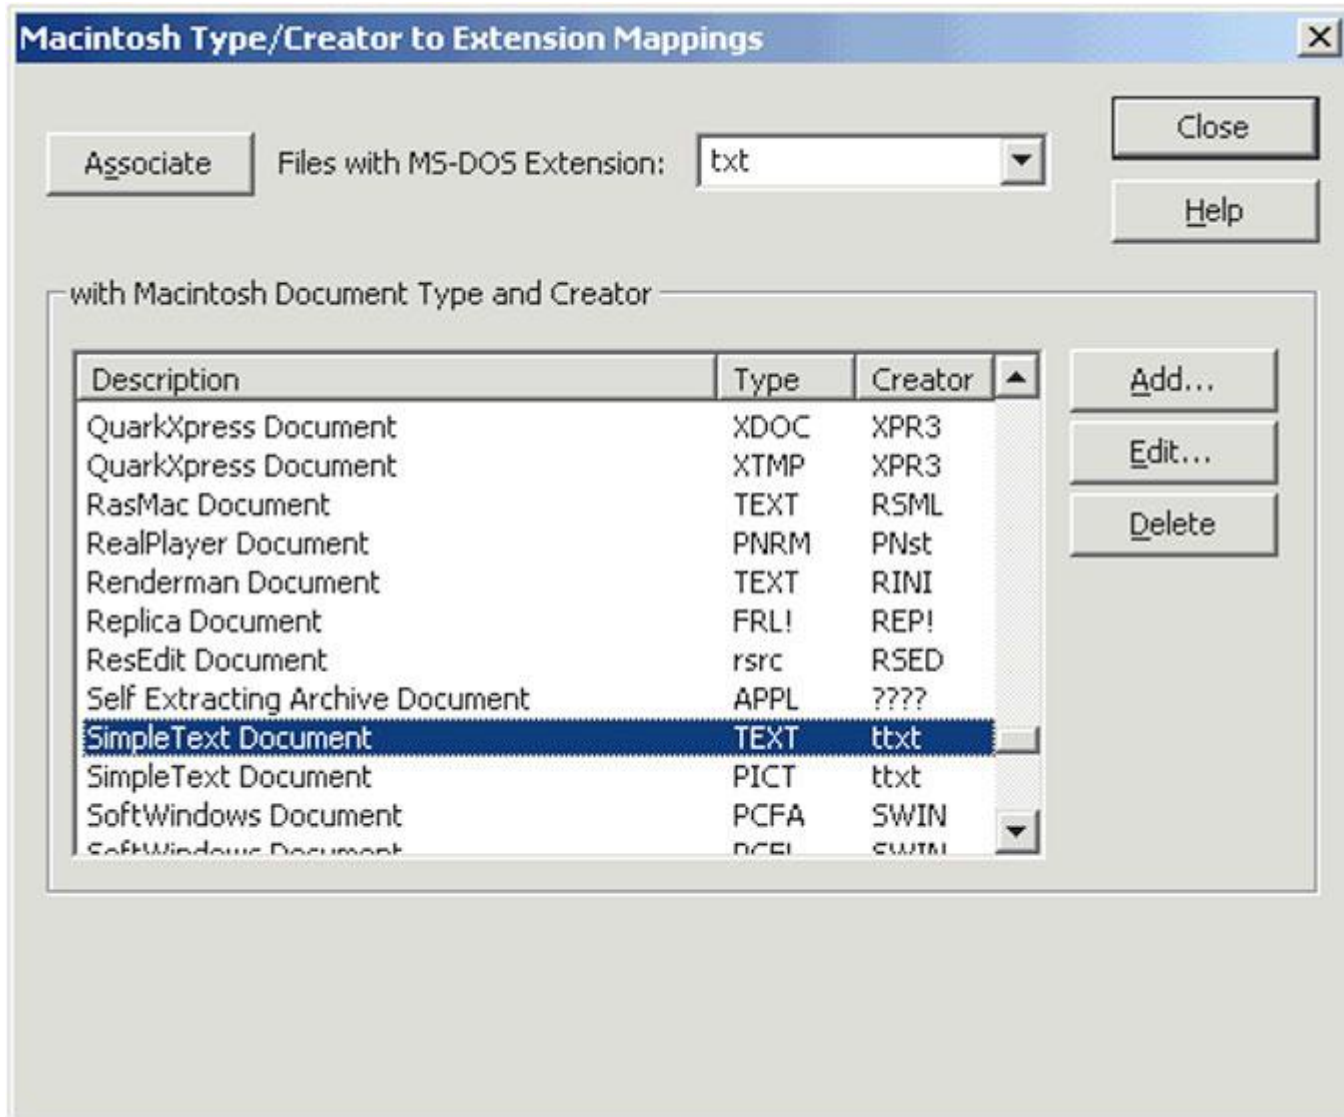 Macintosh Type/Creator to Extension Mappings
Close
Associate Files with MS-DOS Extension: txt
Help
with Macintosh Document Type and Creator
Description Type Creator
Add...
QuarkXpress Document XDOC XPR3
Edit...
QuarkXpress Document XTMP XPR3
RasMac Document TEXT RSML
Delete
RealPlayer Document PNRM PNst
Renderman Document TEXT RINI
Replica Document FRL! REP!
ResEdit Document rsrc RSED
Self Extracting Archive Document APPL ????
SimpleText Document TEXT ttxt
SimpleText Document PICT ttxt
SoftWindows Document PCFA SWIN
SoftWindows Document SWIN